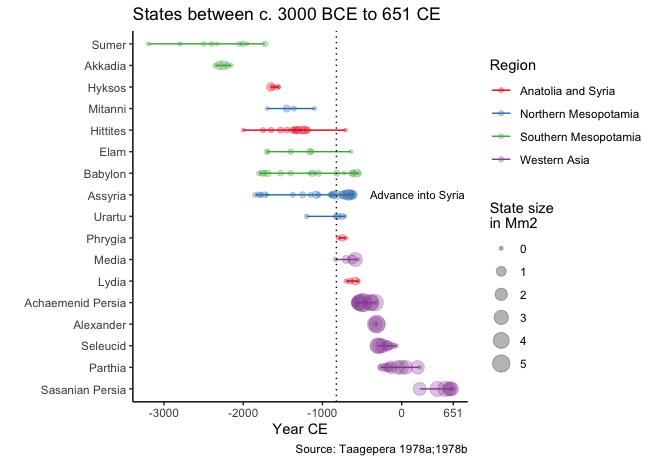 States between c. 3000 BCE to 651 CE
Sumer
Akkadia
Hyksos
Mitanni
Hittites
Elam
Babylon
Assyria
Urartu
Phrygia
Media
Lydia
Achaemenid Persia
Alexander
Seleucid
Parthia
Sasanian Persia
Advance into Syria
-3000 -2000 -1000 0 651
Year CE
Source: Taagepera 1978a;1978b
Region
Anatolia and Syria
Northern Mesopotamia
Southern Mesopotamia
Western Asia
State size
in Mm2
0
1
2
3
4
5